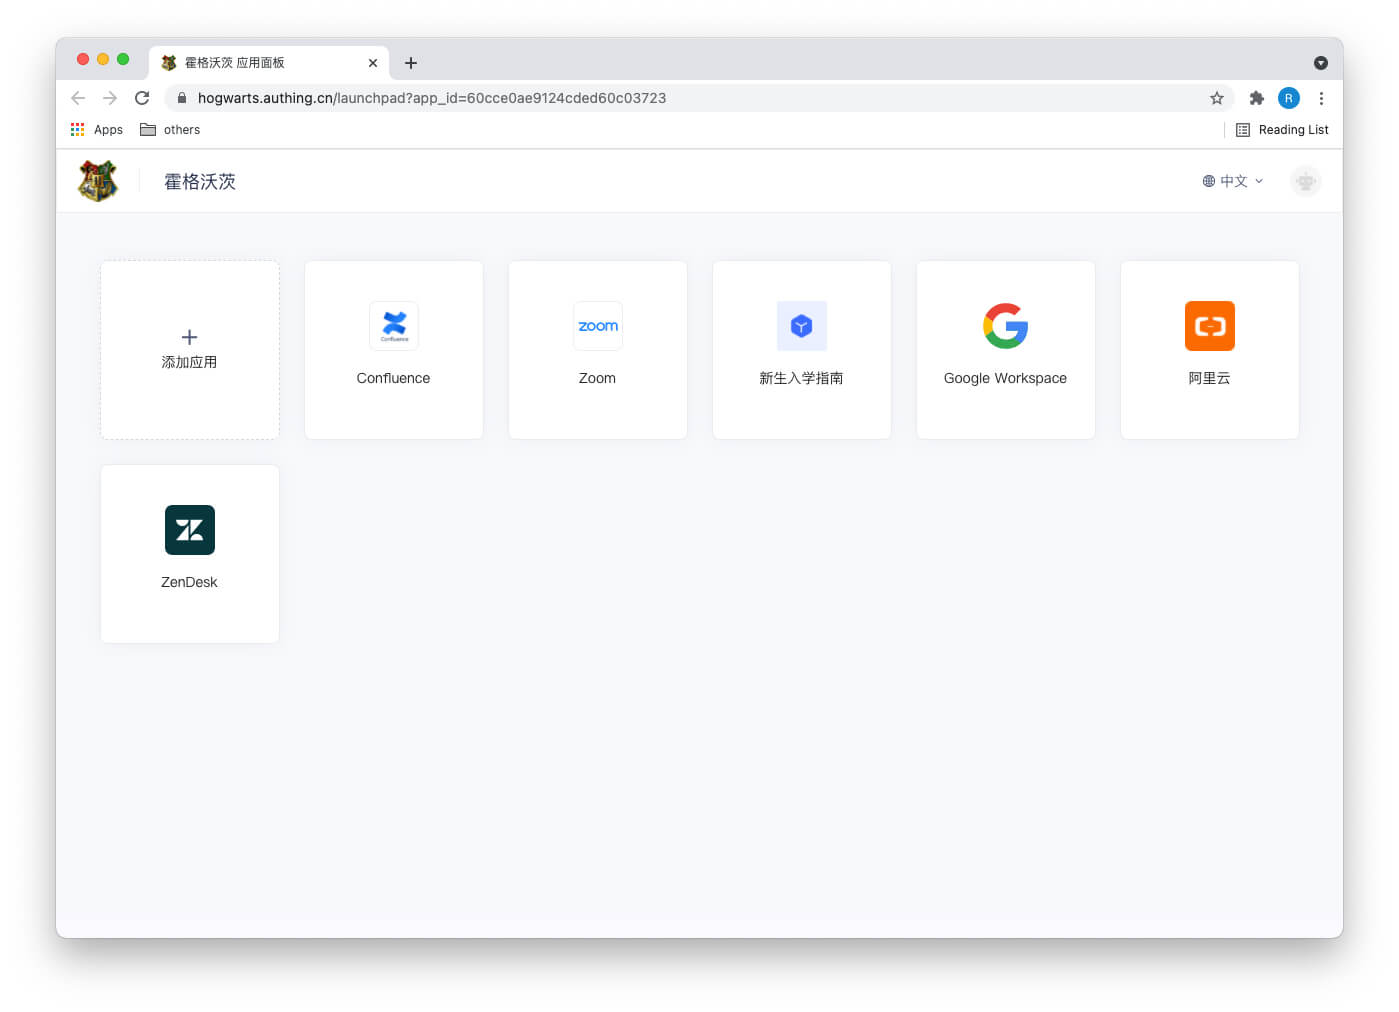 霍格沃茨 应用面板
hogwarts.authing.cn/launchpad?app_id=60cce0ae9124cded60c03723
R
Apps
others
Reading List
霍格沃茨
中文
添加应用
Confluence
Confluence
zoom
Zoom
新生入学指南
Google Workspace
阿里云
ZenDesk